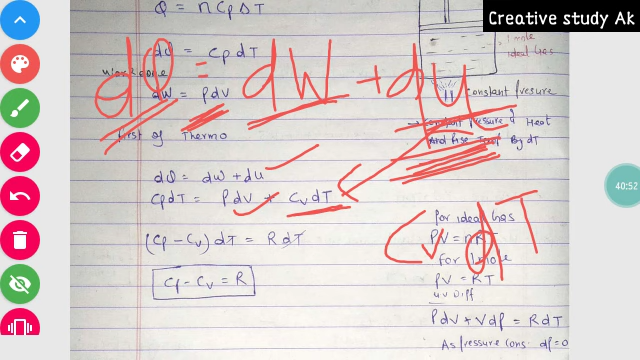 Creative study Ak
Q = nCpΔT
1 mole
ideal gas
dQ = CpdT
work done
dW = pdv
constant pressure
dQ = dW + du
→ constant pressure & Heat
and rise Temp By dT
first of Thermo
dQ = dW + dU
CpdT = Pdv + CvdT
Cv dT
(Cp - Cv) dT = RdT
Cp - Cv = R
for ideal Gas
PV = nRT
for 1 mole
PV = RT
uv Diff
Pdv + Vdp = RdT
As pressure cons. dp=0
40:52